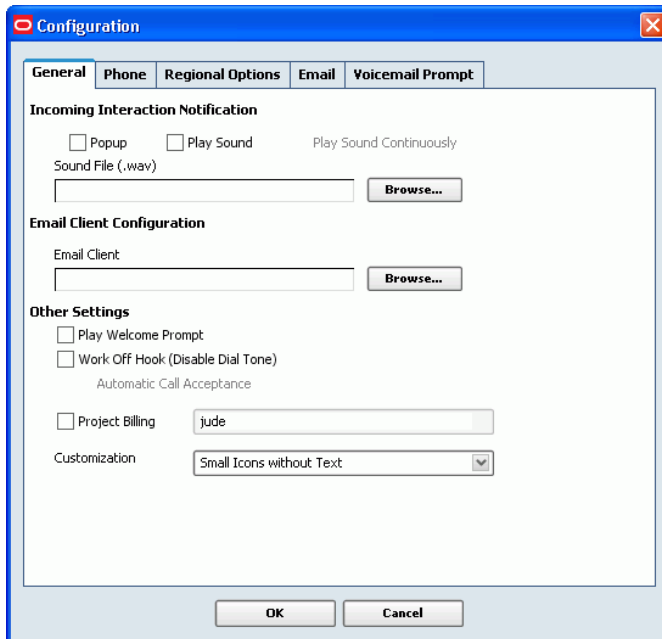 Configuration
General Phone Regional Options Email Voicemail Prompt
Incoming Interaction Notification
Popup Play Sound Play Sound Continuously
Sound File (.wav)
Browse...
Email Client Configuration
Email Client
Browse...
Other Settings
Play Welcome Prompt
Work Off Hook (Disable Dial Tone)
Automatic Call Acceptance
Project Billing jude
Customization Small Icons without Text
OK Cancel